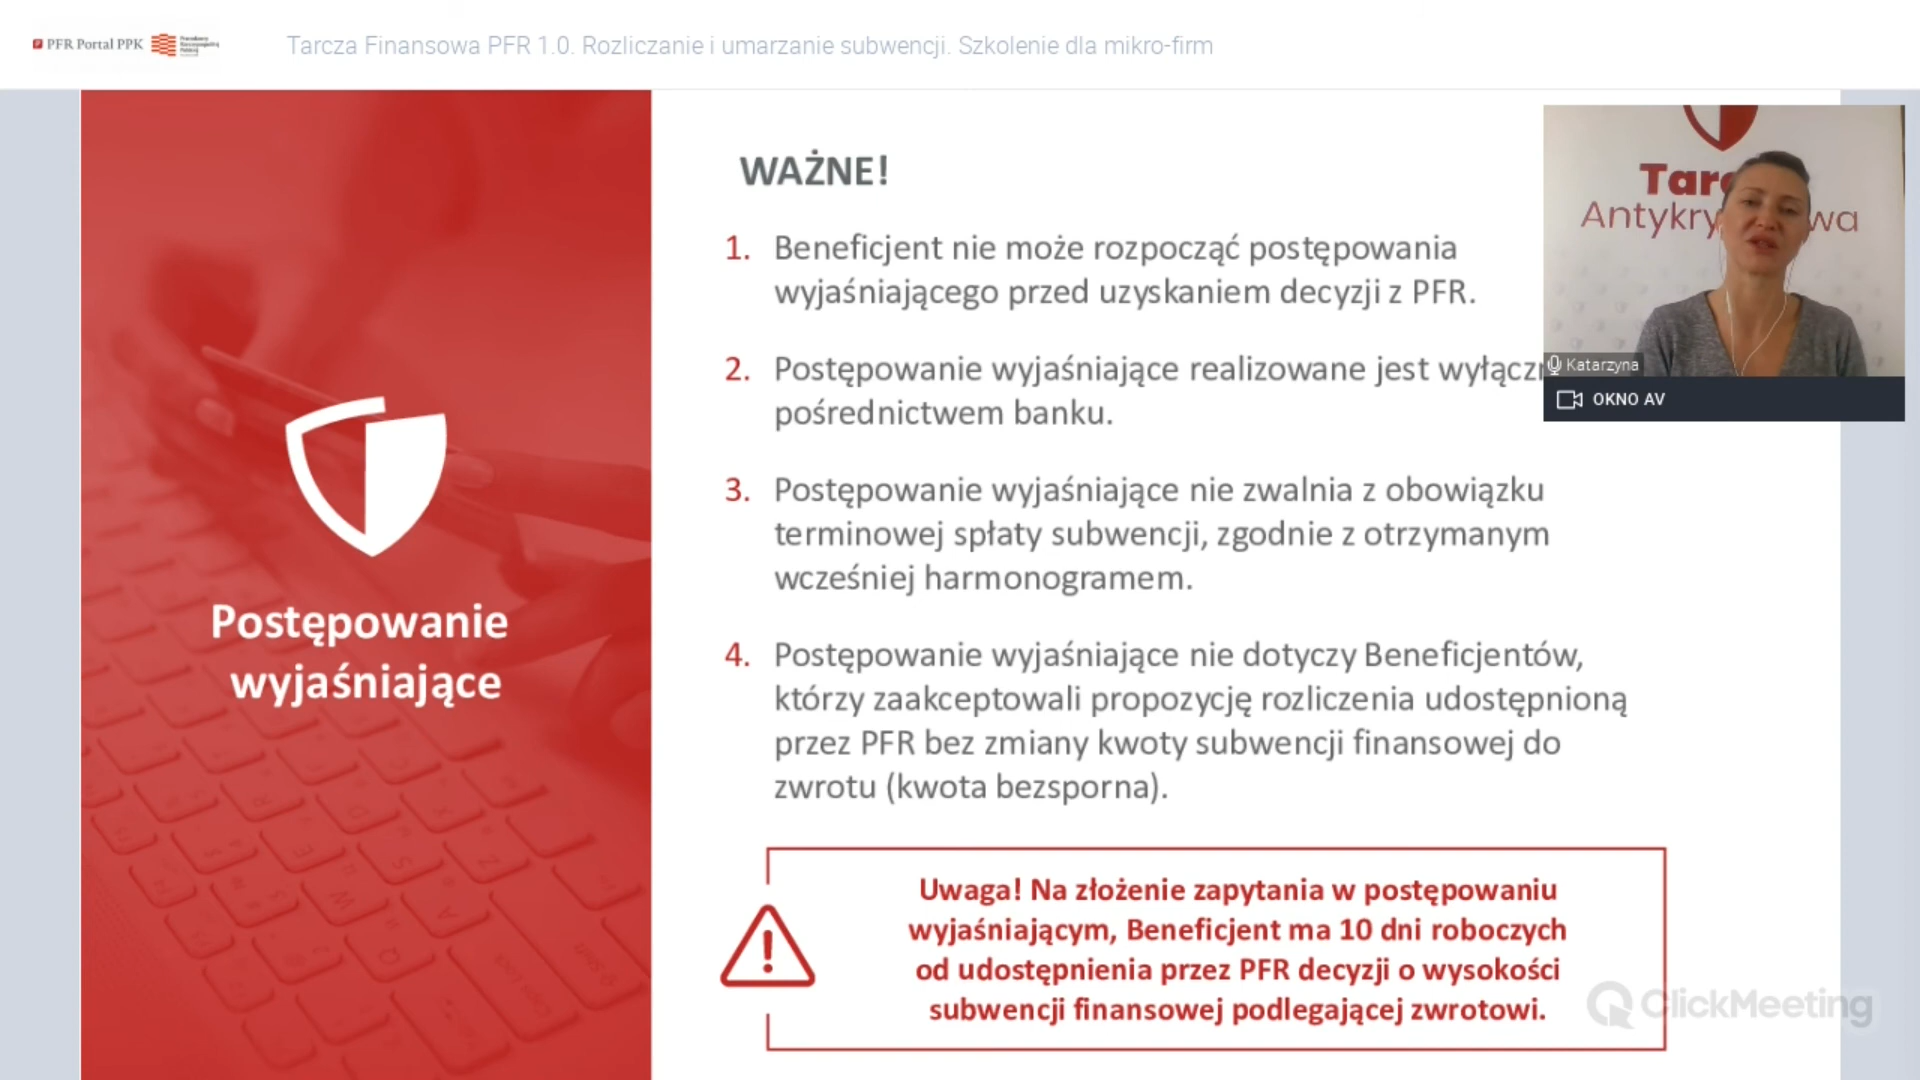 PFR Portal PPK
Tarcza Finansowa PFR 1.0. Rozliczanie i umarzanie subwencji. Szkolenie dla mikro-firm
Postępowanie
wyjaśniające
WAŻNE!
1. Beneficjent nie może rozpocząć postępowania
wyjaśniającego przed uzyskaniem decyzji z PFR.
2. Postępowanie wyjaśniające realizowane jest
pośrednictwem banku.
3. Postępowanie wyjaśniające nie zwalnia z obowiązku
terminowej spłaty subwencji, zgodnie z otrzymanym
wcześniej harmonogramem.
4. Postępowanie wyjaśniające nie dotyczy Beneficjentów,
którzy zaakceptowali propozycję rozliczenia udostępnioną
przez PFR bez zmiany kwoty subwencji finansowej do
zwrotu (kwota bezsporna).
Uwaga! Na złożenie zapytania w postępowaniu
wyjaśniającym, Beneficjent ma 10 dni roboczych
od udostępnienia przez PFR decyzji o wysokości
subwencji finansowej podlegającej zwrotowi.
Katarzyna
OKNO AV
ClickMeeting